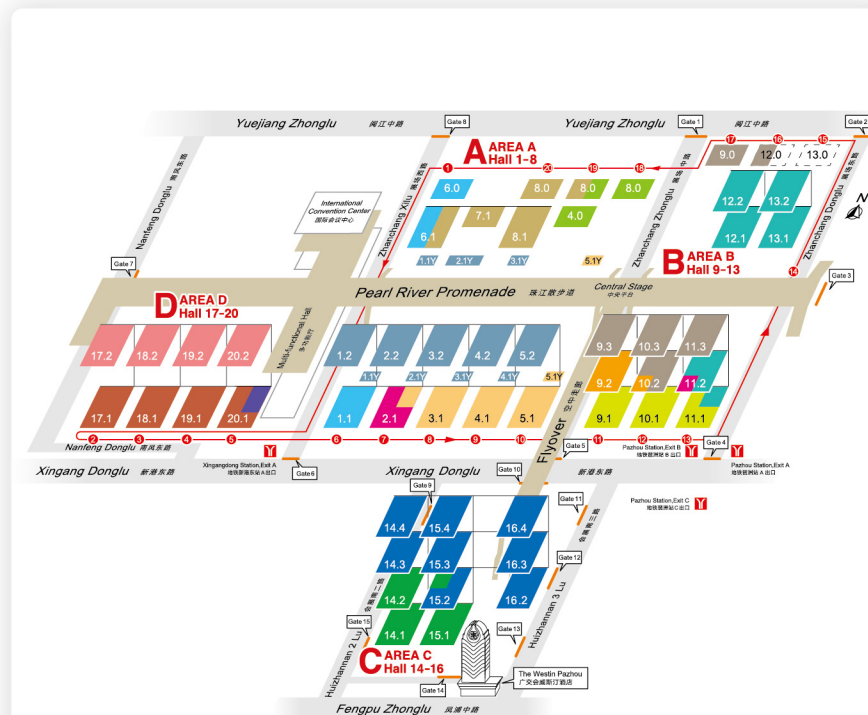 Yuejiang Zhonglu 阅江中路
Gate 8
Yuejiang Zhonglu 阅江中路
Gate 1
Gate 2
A AREA A
Hall 1-8
1
20
19
18
17
16
15
6.0
8.0
8.0
8.0
9.0
12.0
13.0
7.1
4.0
6.1
8.1
12.2
13.2
12.1
13.1
1.1Y
2.1Y
3.1Y
5.1Y
B AREA B
Hall 9-13
N
14
Gate 3
International
Convention Center
国际会议中心
Nanfeng Donglu 南风东路
Zhanchang Xilu 展场西路
Zhanchang Zhonglu 展场中路
Zhanchang Donglu 展场东路
Gate 7
D AREA D
Hall 17-20
Pearl River Promenade 珠江散步道
Central Stage
中央平台
Multi-functional Hall
多功能厅
17.2
18.2
19.2
20.2
1.2
2.2
3.2
4.2
5.2
9.3
10.3
11.3
1.1Y
2.1Y
3.1Y
4.1Y
5.1Y
9.2
10.2
11.2
17.1
18.1
19.1
20.1
1.1
2.1
3.1
4.1
5.1
9.1
10.1
11.1
Flyover 空中走廊
2
3
4
5
6
7
8
9
10
11
12
13
Nanfeng Donglu 南风东路
Xingang Donglu 新港东路
Xingangdong Station,Exit A
地铁新港东站A出口
Gate 6
Xingang Donglu
新港东路
Gate 10
Gate 5
Pazhou Station,Exit B
地铁琶洲站B出口
Gate 4
Pazhou Station,Exit A
地铁琶洲站A出口
Gate 9
Gate 11
Pazhou Station,Exit C
地铁琶洲站C出口
14.4
15.4
16.4
14.3
15.3
16.3
14.2
15.2
16.2
14.1
15.1
Gate 12
Gate 13
Gate 15
Huizhannan 2 Lu 会展南二路
Huizhannan 3 Lu 会展南三路
C AREA C
Hall 14-16
Gate 14
The Westin Pazhou
广交会威斯汀酒店
Fengpu Zhonglu 凤浦中路